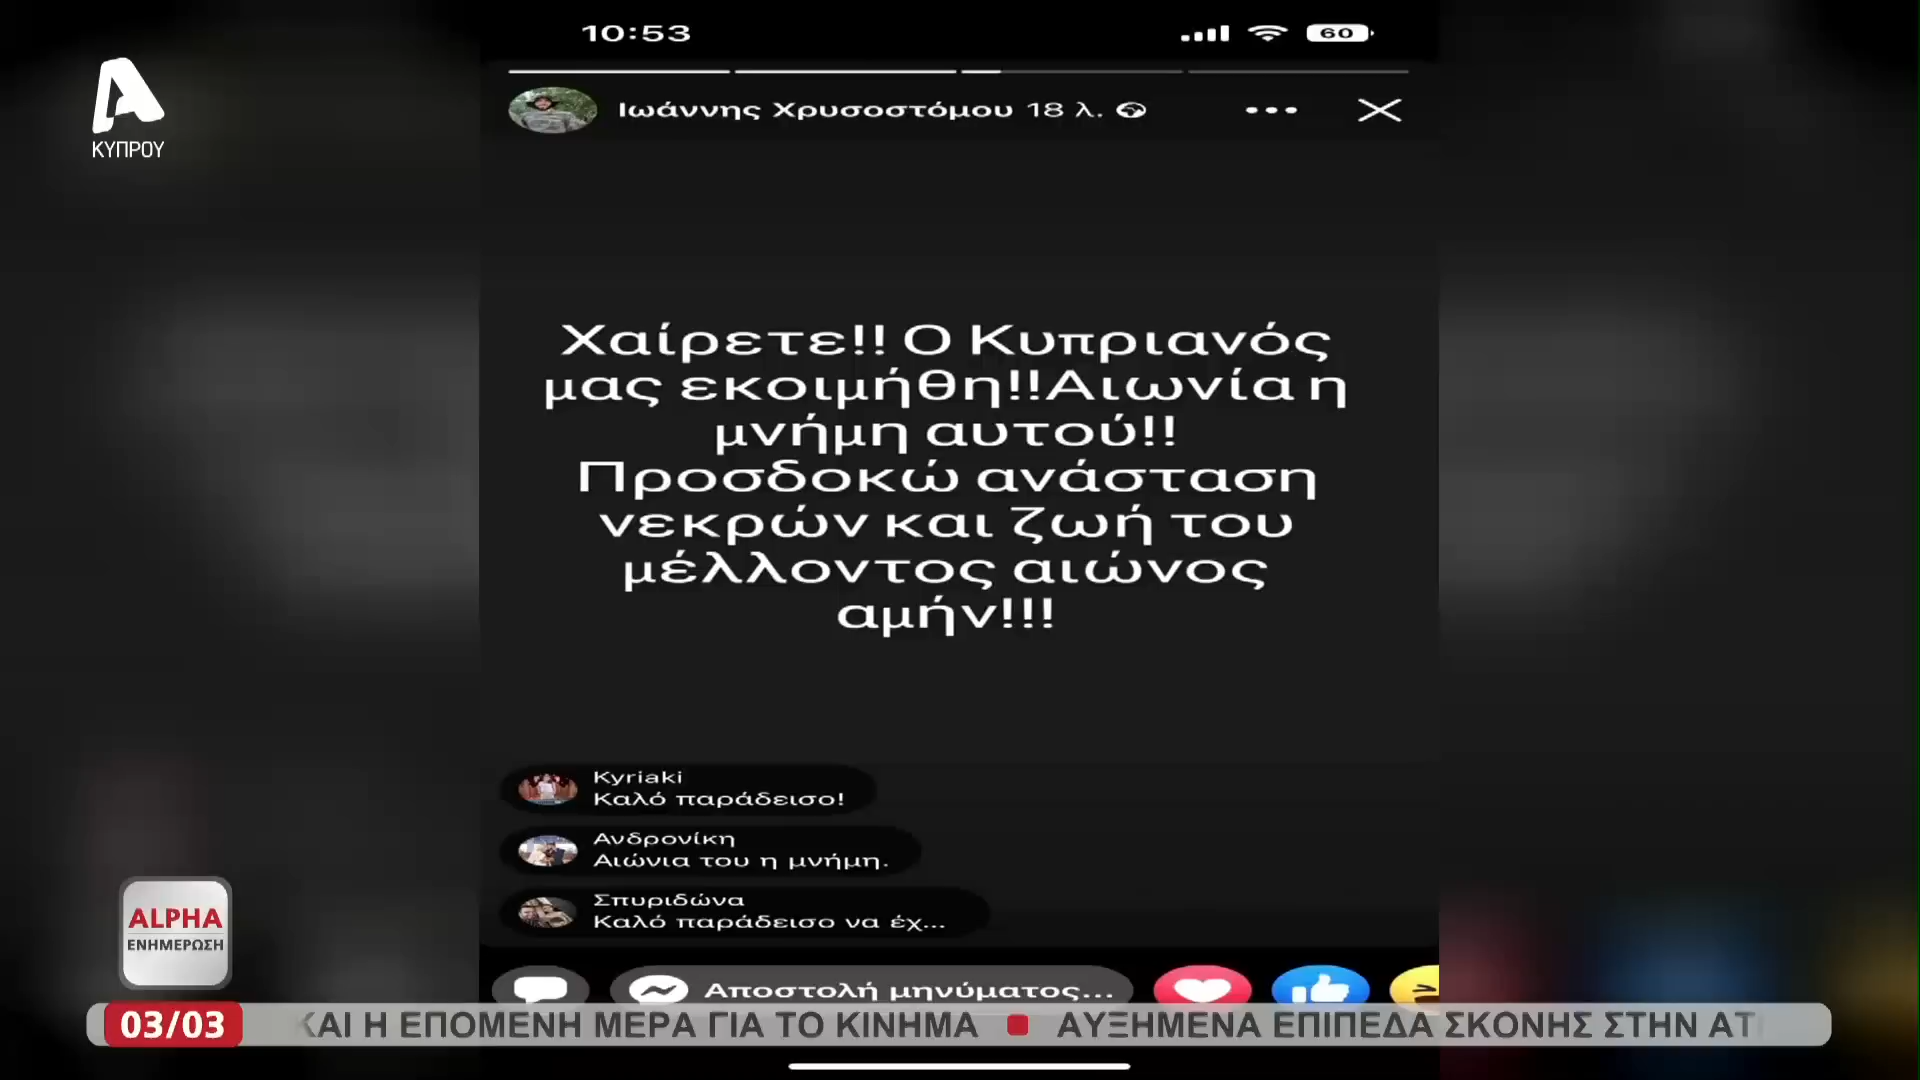 10:53
60
Ιωάννης Χρυσοστόμου 18 λ.
ΚΥΠΡΟΥ
Χαίρετε!! Ο Κυπριανός
μας εκοιμήθη!!Αιωνία η
μνήμη αυτού!!
Προσδοκώ ανάσταση
νεκρών και ζωή του
μέλλοντος αιώνος
αμήν!!!
Kyriaki
Καλό παράδεισο!
Ανδρονίκη
Αιώνια του η μνήμη.
Σπυριδώνα
Καλό παράδεισο να έχ...
ALPHA
ΕΝΗΜΕΡΩΣΗ
Αποστολή μηνύματος...
03/03 ΚΑΙ Η ΕΠΟΜΕΝΗ ΜΕΡΑ ΓΙΑ ΤΟ ΚΙΝΗΜΑ ΑΥΞΗΜΕΝΑ ΕΠΙΠΕΔΑ ΣΚΟΝΗΣ ΣΤΗΝ ΑΤ